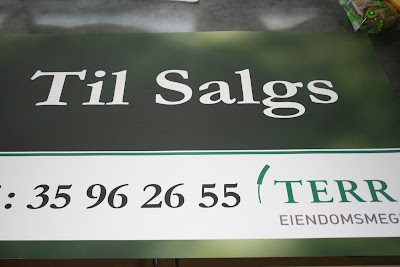 Til Salgs
: 35 96 26 55 TERR
EIENDOMSMEG